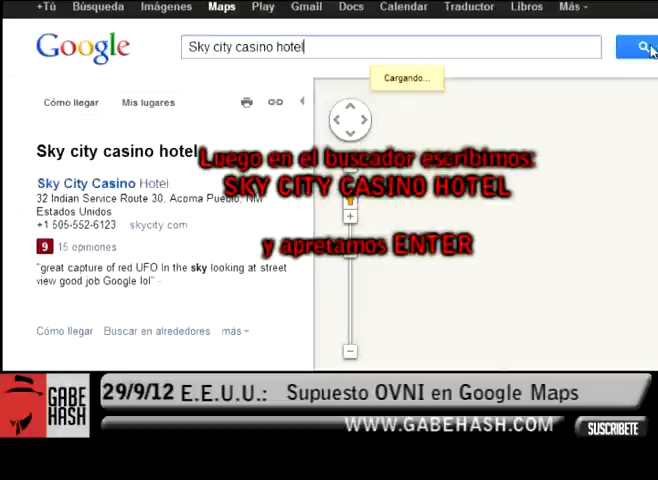 +Tú Búsqueda Imágenes Maps Play Gmail Docs Calendar Traductor Libros Más
Google
Sky city casino hotel
Cargando...
Cómo llegar Mis lugares
Sky city casino hotel
Luego en el buscador escribimos:
SKY CITY CASINO HOTEL
y apretamos ENTER
Sky City Casino Hotel
32 Indian Service Route 30, Acoma Pueblo, NM
Estados Unidos
+1 505-552-6123 skycity.com
9 15 opiniones
"great capture of red UFO In the sky looking at street
view good job Google lol" -
Cómo llegar Buscar en alrededores más
GABE
HASH
29/9/12 E.E.U.U.: Supuesto OVNI en Google Maps
WWW.GABEHASH.COM
SUSCRIBETE